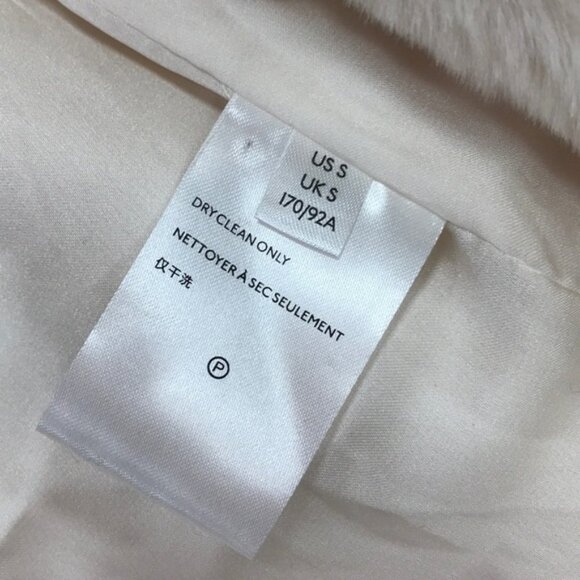 US S
UK S
170/92A
DRY CLEAN ONLY
NETTOYER À SEC SEULEMENT
仅干洗
P